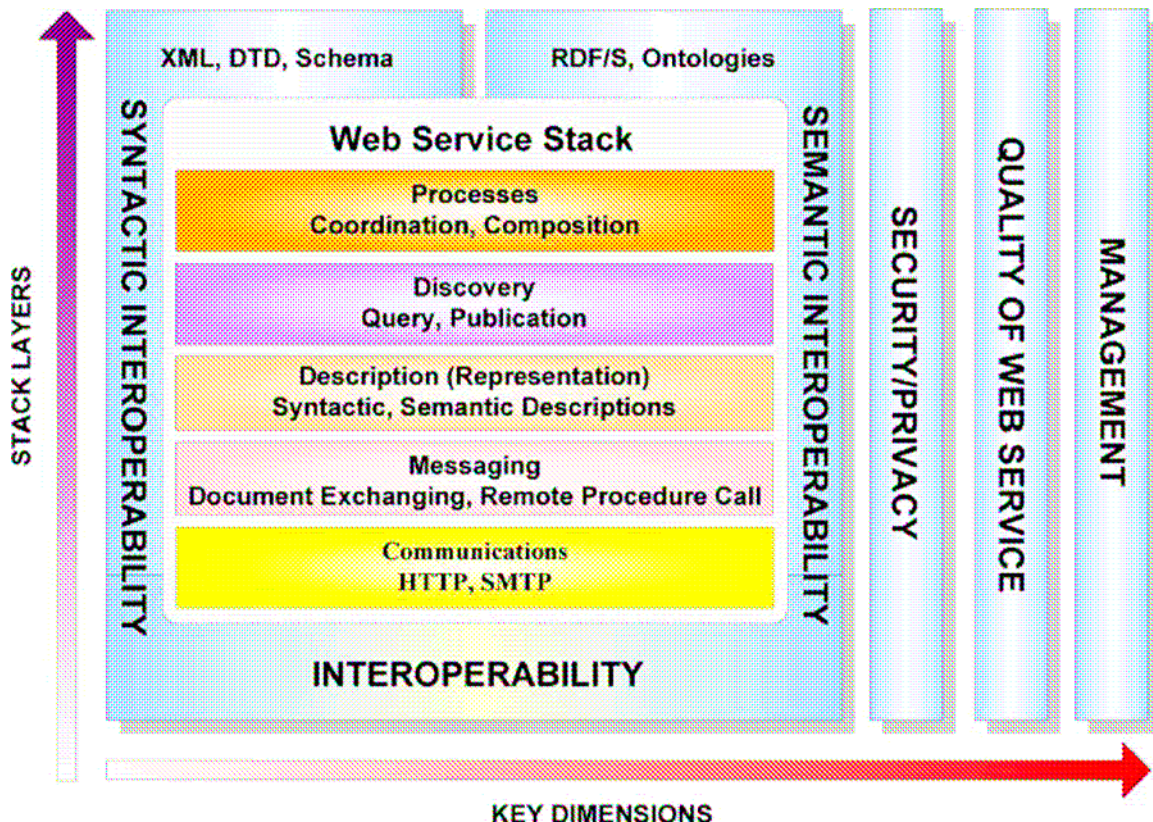 XML, DTD, Schema
RDF/S, Ontologies
SYNTACTIC INTEROPERABILITY
Web Service Stack
Processes
Coordination, Composition
Discovery
Query, Publication
Description (Representation)
Syntactic, Semantic Descriptions
Messaging
Document Exchanging, Remote Procedure Call
Communications
HTTP, SMTP
SEMANTIC INTEROPERABILITY
INTEROPERABILITY
SECURITY/PRIVACY
QUALITY OF WEB SERVICE
MANAGEMENT
STACK LAYERS
KEY DIMENSIONS